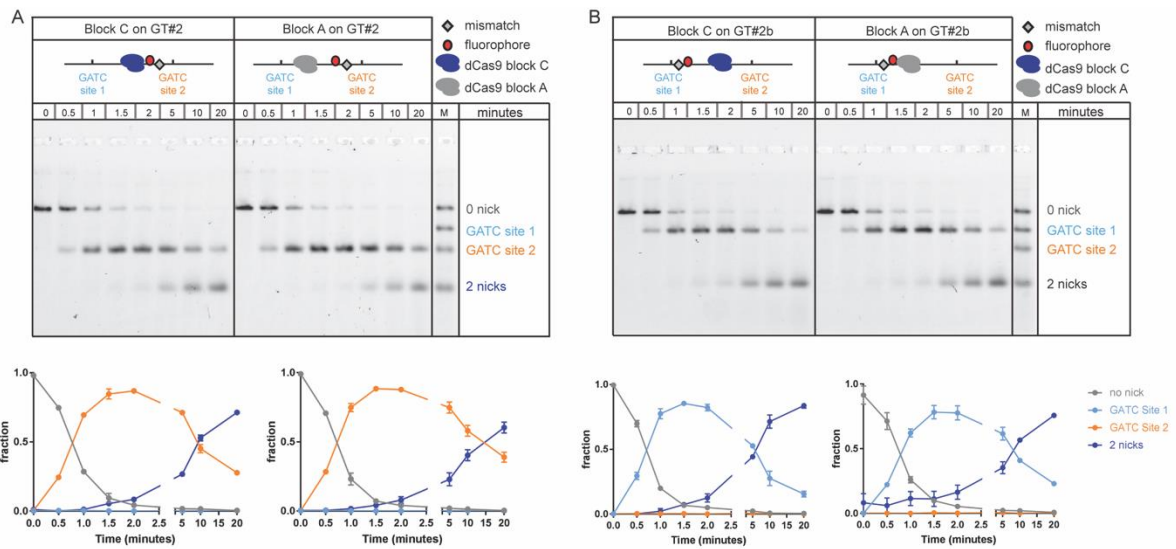 A
Block C on GT#2
Block A on GT#2
mismatch
fluorophore
dCas9 block C
dCas9 block A
GATC site 1
GATC site 2
GATC site 1
GATC site 2
0 0.5 1 1.5 2 5 10 20 0 0.5 1 1.5 2 5 10 20 M minutes
0 nick
GATC site 1
GATC site 2
2 nicks
fraction
1.0
0.5
0.0
0.0 0.5 1.0 1.5 2.0 2.5 5 10 20
Time (minutes)
fraction
1.0
0.5
0.0
0.0 0.5 1.0 1.5 2.0 2.5 5 10 20
Time (minutes)
B
Block C on GT#2b
Block A on GT#2b
mismatch
fluorophore
dCas9 block C
dCas9 block A
GATC site 1
GATC site 2
GATC site 1
GATC site 2
0 0.5 1 1.5 2 5 10 20 0 0.5 1 1.5 2 5 10 20 M minutes
0 nick
GATC site 1
GATC site 2
2 nicks
fraction
1.0
0.5
0.0
0.0 0.5 1.0 1.5 2.0 2.5 5 10 20
Time (minutes)
fraction
1.0
0.5
0.0
0.0 0.5 1.0 1.5 2.0 2.5 5 10 20
Time (minutes)
no nick
GATC Site 1
GATC Site 2
2 nicks